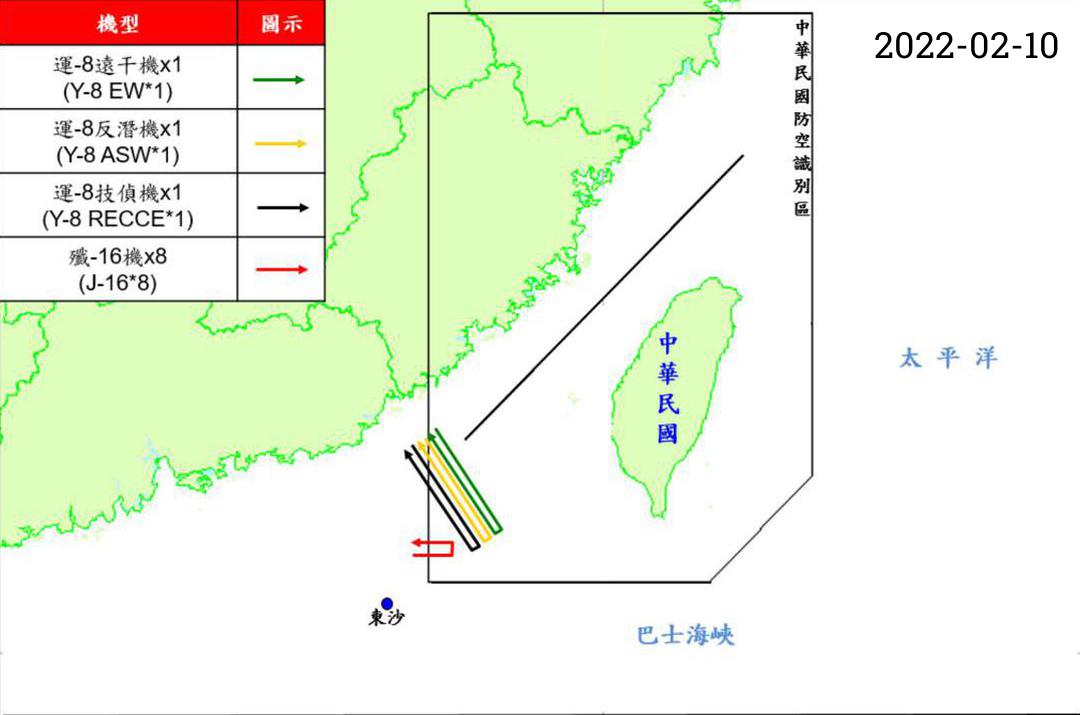 機型 圖示
2022-02-10
運-8遠干機x1
(Y-8 EW*1)
運-8反潛機x1
(Y-8 ASW*1)
運-8技偵機x1
(Y-8 RECCE*1)
殲-16機x8
(J-16*8)
中華民國防空識別區
中華民國
太平洋
東沙
巴士海峽